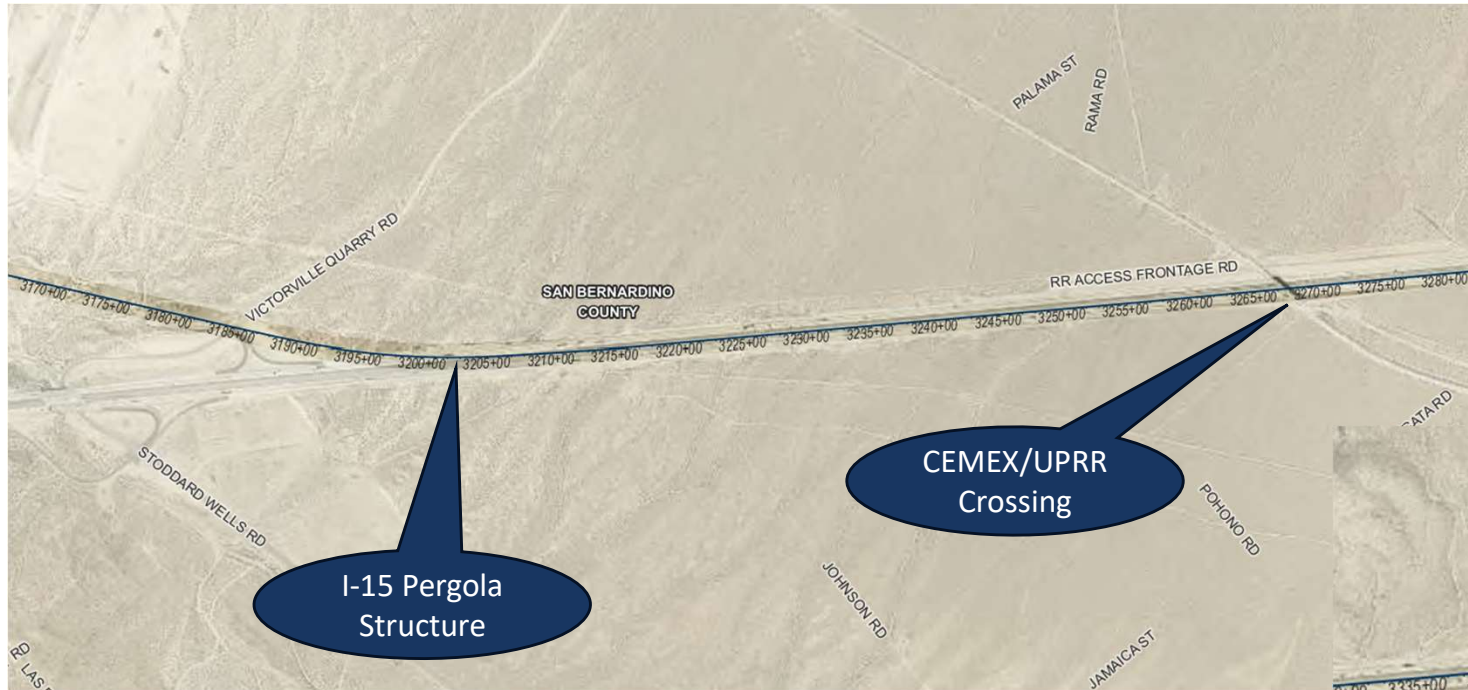 PALAMA ST
RAMA RD
VICTORVILLE QUARRY RD
RR ACCESS FRONTAGE RD
SAN BERNARDINO
COUNTY
3170+00
3175+00
3180+00
3185+00
3190+00
3195+00
3200+00
3205+00
3210+00
3215+00
3220+00
3225+00
3230+00
3235+00
3240+00
3245+00
3250+00
3255+00
3260+00
3265+00
3270+00
3275+00
3280+00
CATA RD
STODDARD WELLS RD
CEMEX/UPRR
Crossing
POHONO RD
I-15 Pergola
Structure
JOHNSON RD
JAMAICA ST
RD
LAS
3335+00